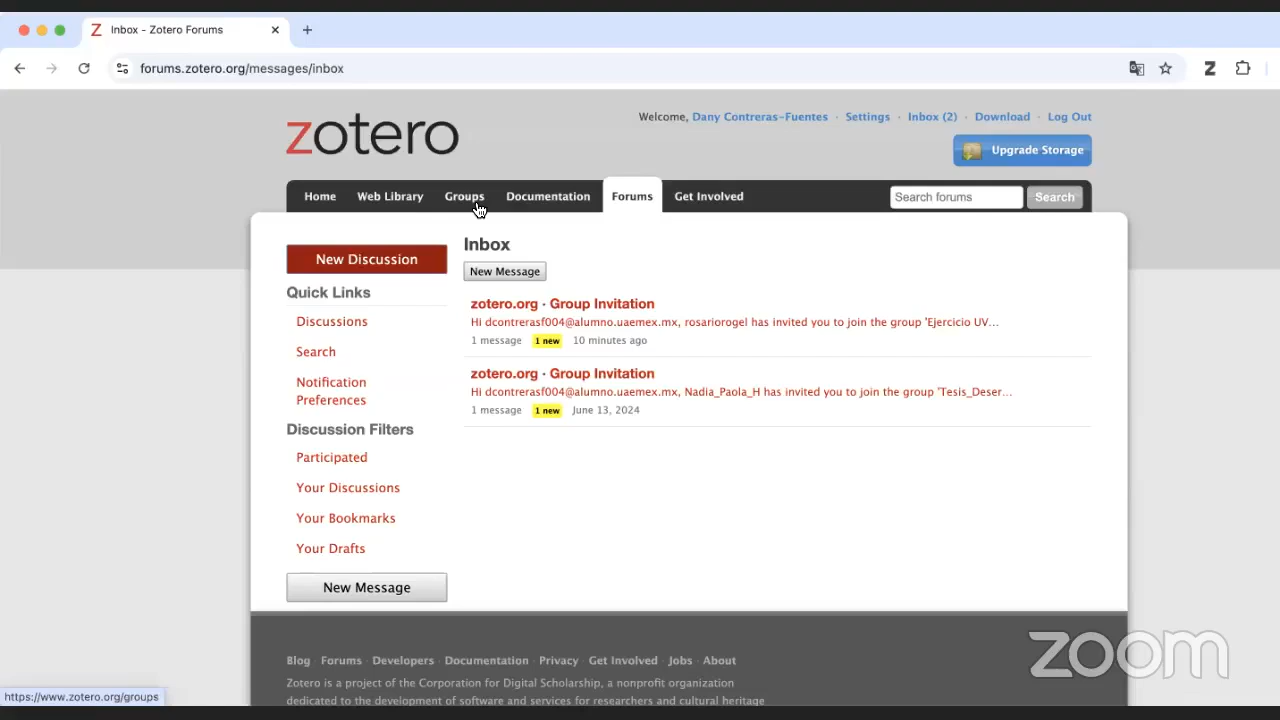 Inbox - Zotero Forums
forums.zotero.org/messages/inbox
Z
zotero
Welcome, Dany Contreras-Fuentes · Settings · Inbox (2) · Download · Log Out
Upgrade Storage
Home Web Library Groups Documentation Forums Get Involved Search forums Search
New Discussion
Quick Links
Discussions
Search
Notification
Preferences
Discussion Filters
Participated
Your Discussions
Your Bookmarks
Your Drafts
New Message
Inbox
New Message
zotero.org · Group Invitation
Hi dcontrerasf004@alumno.uaemex.mx, rosariorogel has invited you to join the group 'Ejercicio UV…
1 message 1 new 10 minutes ago
zotero.org · Group Invitation
Hi dcontrerasf004@alumno.uaemex.mx, Nadia_Paola_H has invited you to join the group 'Tesis_Deser…
1 message 1 new June 13, 2024
Blog · Forums · Developers · Documentation · Privacy · Get Involved · Jobs · About
Zotero is a project of the Corporation for Digital Scholarship, a nonprofit organization
dedicated to the development of software and services for researchers and cultural heritage
https://www.zotero.org/groups
zoom